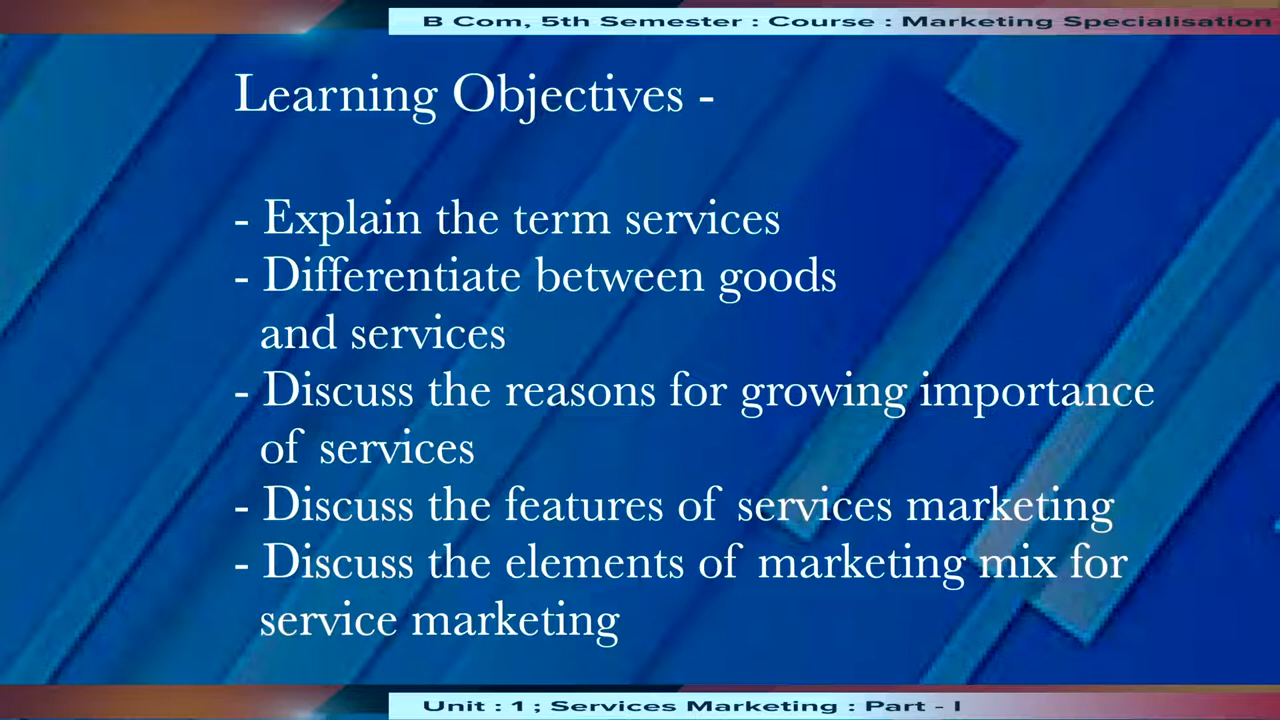 B Com, 5th Semester : Course : Marketing Specialisation
Learning Objectives -
- Explain the term services
- Differentiate between goods
and services
- Discuss the reasons for growing importance
of services
- Discuss the features of services marketing
- Discuss the elements of marketing mix for
service marketing
Unit : 1 ; Services Marketing : Part - I